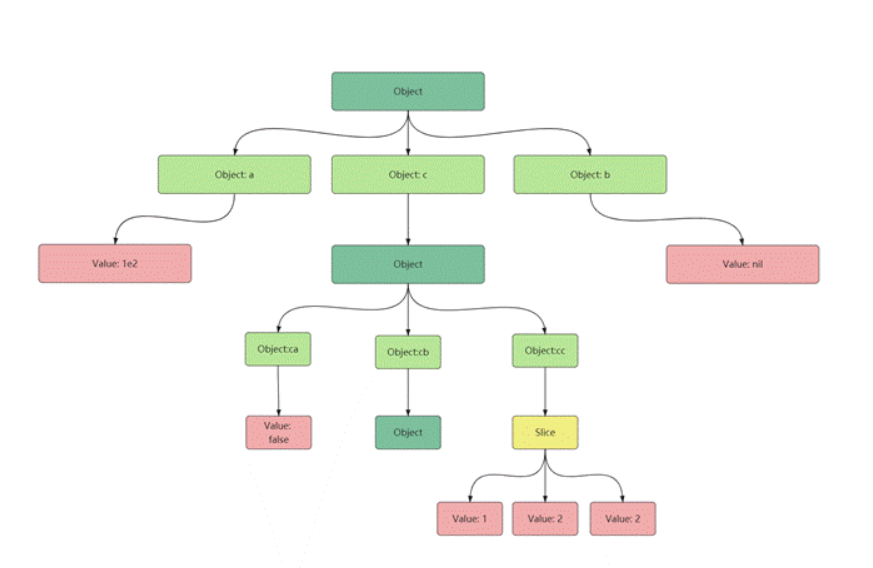 Object
Object: a
Object: c
Object: b
Value: 1e2
Object
Value: nil
Object:ca
Object:cb
Object:cc
Value:
false
Object
Slice
Value: 1
Value: 2
Value: 2